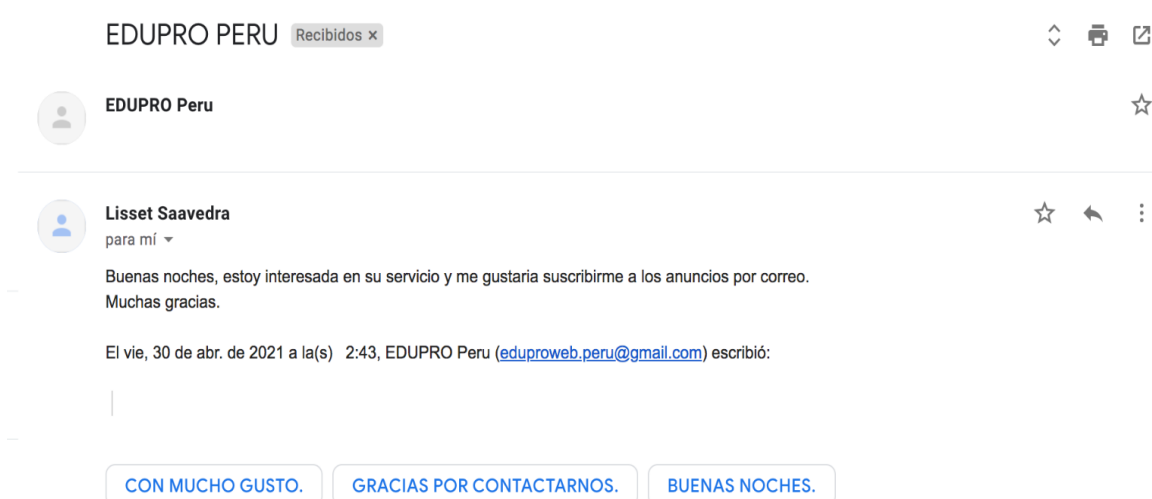 EDUPRO PERU Recibidos ×
EDUPRO Peru
Lisset Saavedra
para mí
Buenas noches, estoy interesada en su servicio y me gustaria suscribirme a los anuncios por correo.
Muchas gracias.
El vie, 30 de abr. de 2021 a la(s) 2:43, EDUPRO Peru (eduproweb.peru@gmail.com) escribió:
CON MUCHO GUSTO. GRACIAS POR CONTACTARNOS. BUENAS NOCHES.